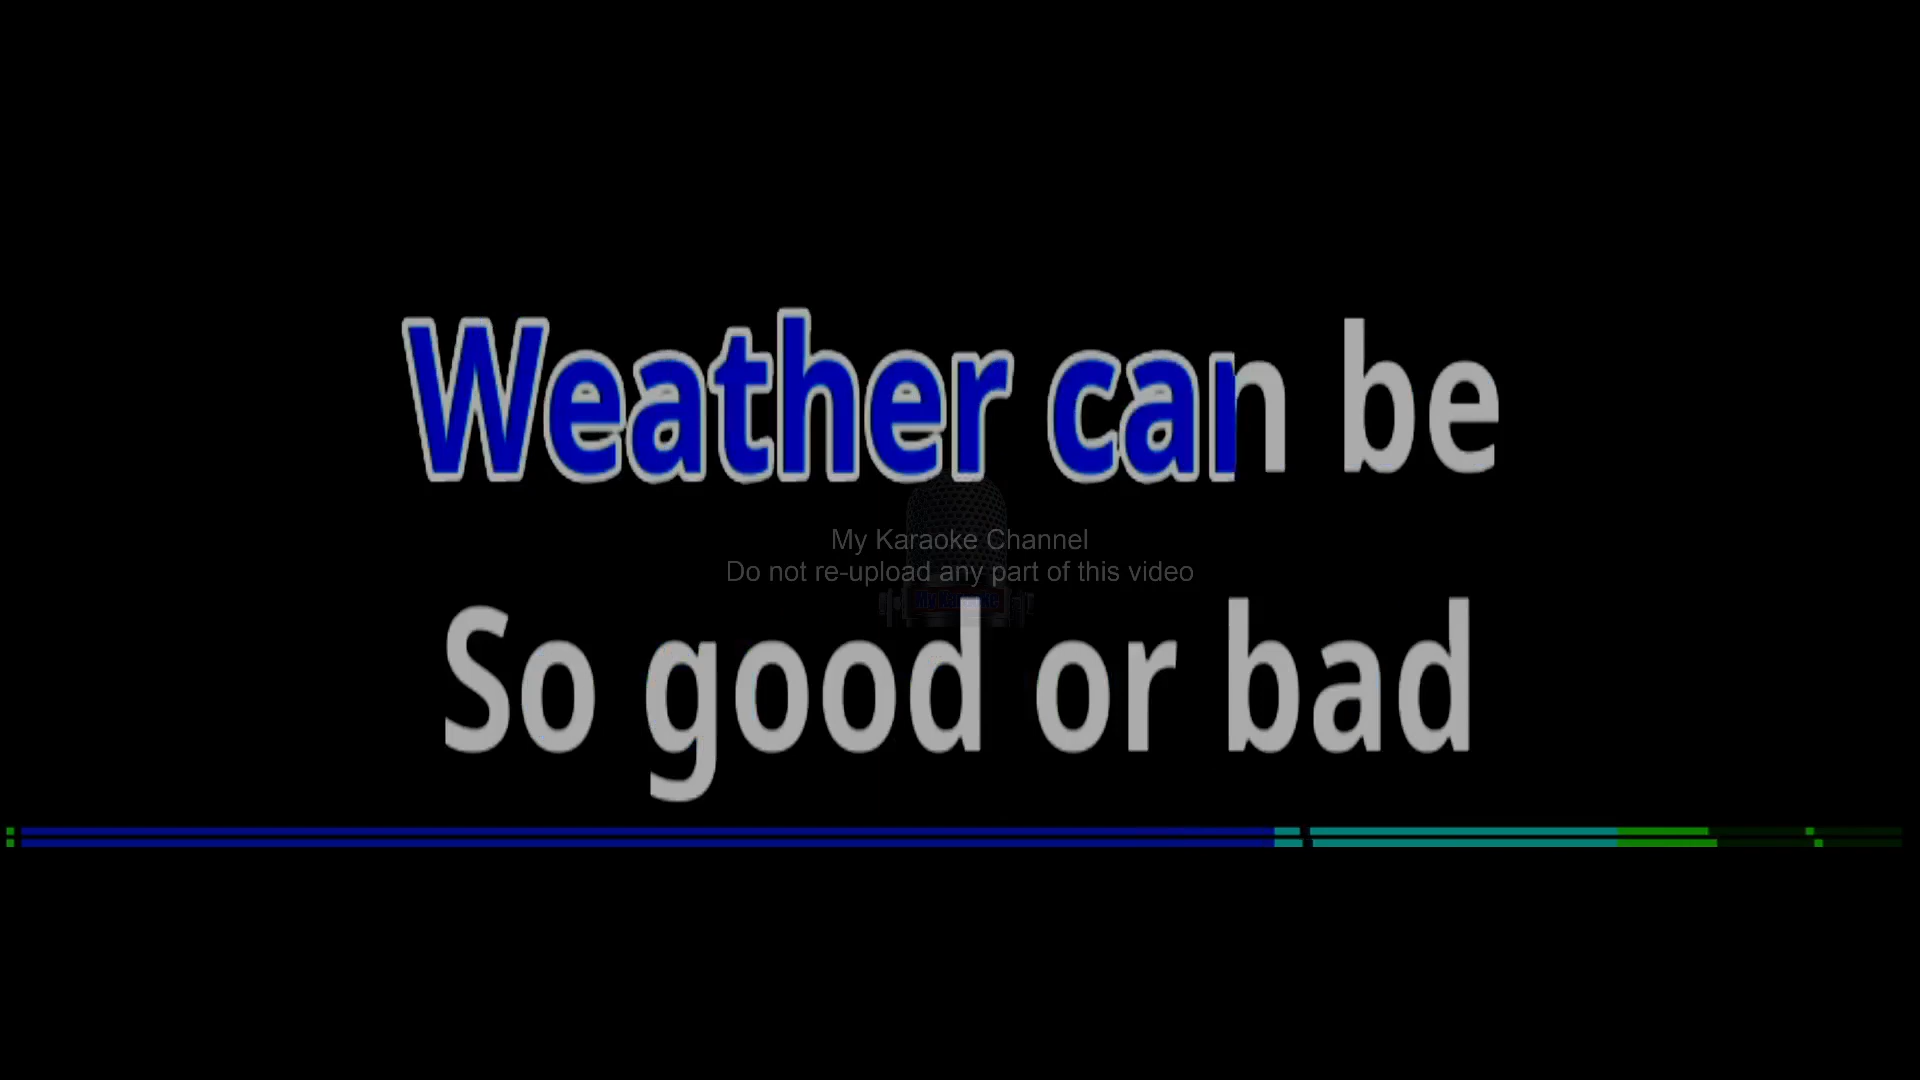 Weather can be
My Karaoke Channel
Do not re-upload any part of this video
So good or bad